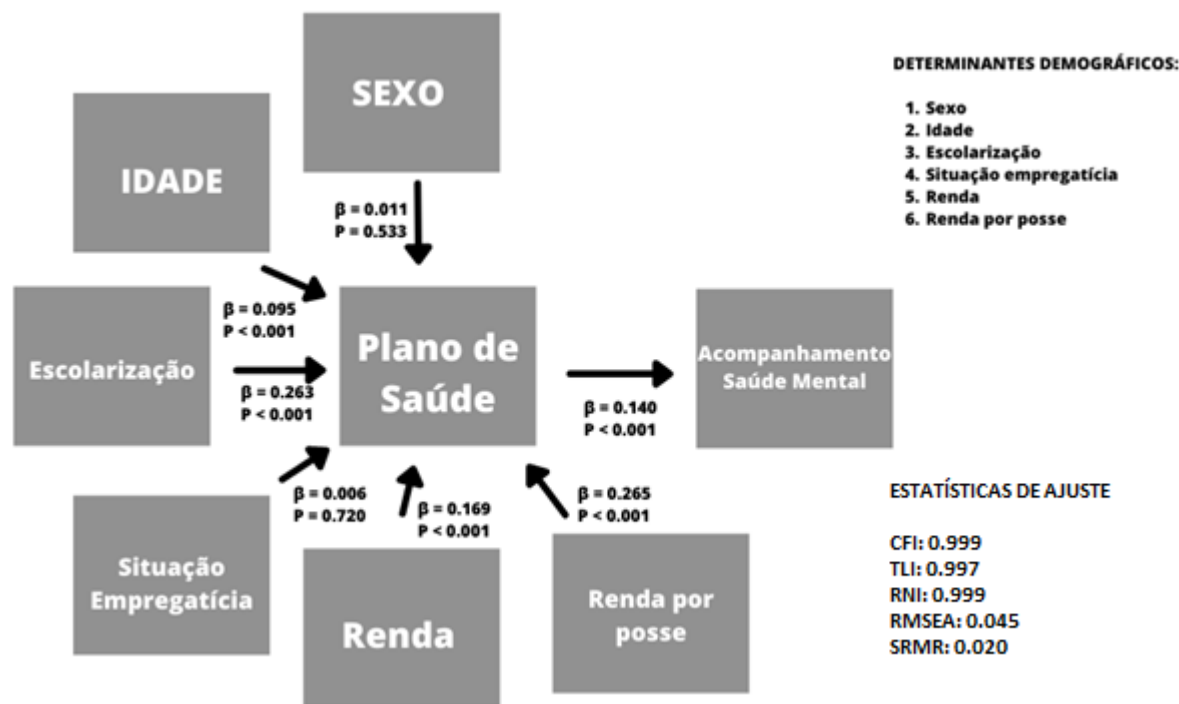 SEXO
DETERMINANTES DEMOGRÁFICOS:
1. Sexo
2. Idade
3. Escolarização
4. Situação empregatícia
5. Renda
6. Renda por posse
IDADE
β = 0.011
P = 0.533
β = 0.095
P < 0.001
Escolarização
β = 0.263
P < 0.001
Plano de
Saúde
β = 0.140
P < 0.001
Acompanhamento
Saúde Mental
Situação
Empregatícia
β = 0.006
P = 0.720
Renda
β = 0.169
P < 0.001
Renda por
posse
β = 0.265
P < 0.001
ESTATÍSTICAS DE AJUSTE
CFI: 0.999
TLI: 0.997
RNI: 0.999
RMSEA: 0.045
SRMR: 0.020